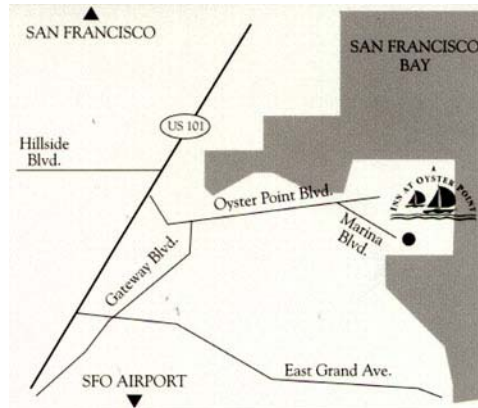 SAN FRANCISCO
SAN FRANCISCO
BAY
US 101
Hillside
Blvd.
INN AT OYSTER POINT
Oyster Point Blvd.
Marina
Blvd.
Gateway Blvd.
East Grand Ave.
SFO AIRPORT